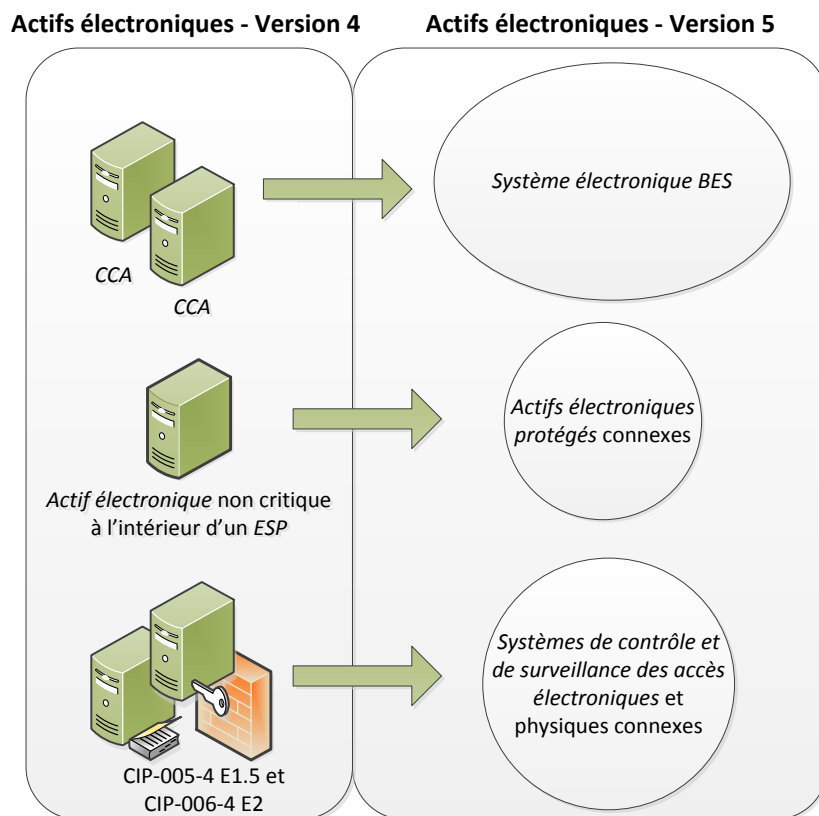 Actifs électroniques - Version 4
Actifs électroniques - Version 5
CCA
CCA
Système électronique BES
Actif électronique non critique
à l’intérieur d’un ESP
Actifs électroniques
protégés connexes
CIP-005-4 E1.5 et
CIP-006-4 E2
Systèmes de contrôle et
de surveillance des accès
électroniques et
physiques connexes